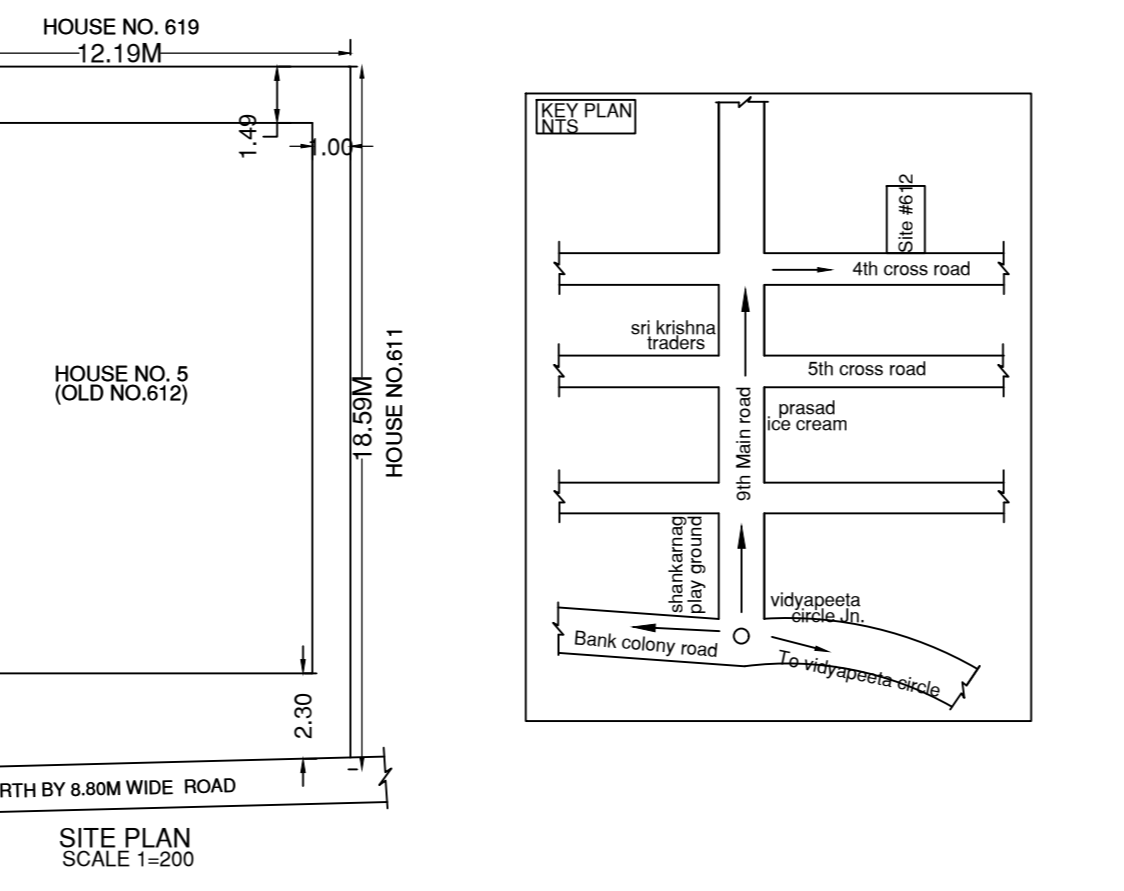 HOUSE NO. 619
12.19M
1.49
1.00
HOUSE NO. 5
(OLD NO.612)
18.59M
HOUSE NO.611
2.30
RTH BY 8.80M WIDE ROAD
SITE PLAN
SCALE 1=200
KEY PLAN
NTS
Site #612
4th cross road
sri krishna
traders
5th cross road
9th Main road
prasad
ice cream
shankarnag
play ground
vidyapeeta
circle Jn.
Bank colony road
To vidyapeeta circle